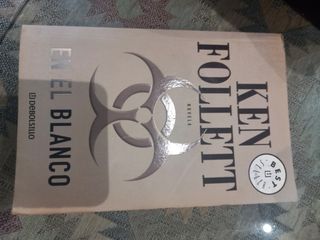 KEN
FOLLETT
NOVELA
EN EL BLANCO
DEBOLSILLO
BEST
SELLER